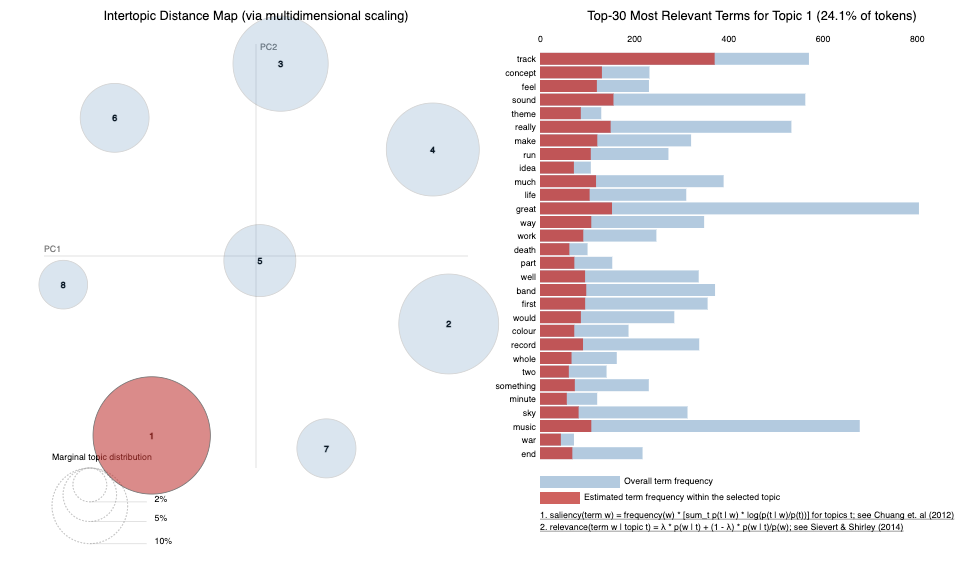 Intertopic Distance Map (via multidimensional scaling)
PC2
3
6
4
PC1
5
8
2
1
7
Marginal topic distribution
2%
5%
10%
Top-30 Most Relevant Terms for Topic 1 (24.1% of tokens)
0 200 400 600 800
track
concept
feel
sound
theme
really
make
run
idea
much
life
great
way
work
death
part
well
band
first
would
colour
record
whole
two
something
minute
sky
music
war
end
Overall term frequency
Estimated term frequency within the selected topic
1. saliency(term w) = frequency(w) * [sum_t p(t | w) * log(p(t | w)/p(t))] for topics t; see Chuang et. al (2012)
2. relevance(term w | topic t) = λ * p(w | t) + (1 - λ) * p(w | t)/p(w); see Sievert & Shirley (2014)